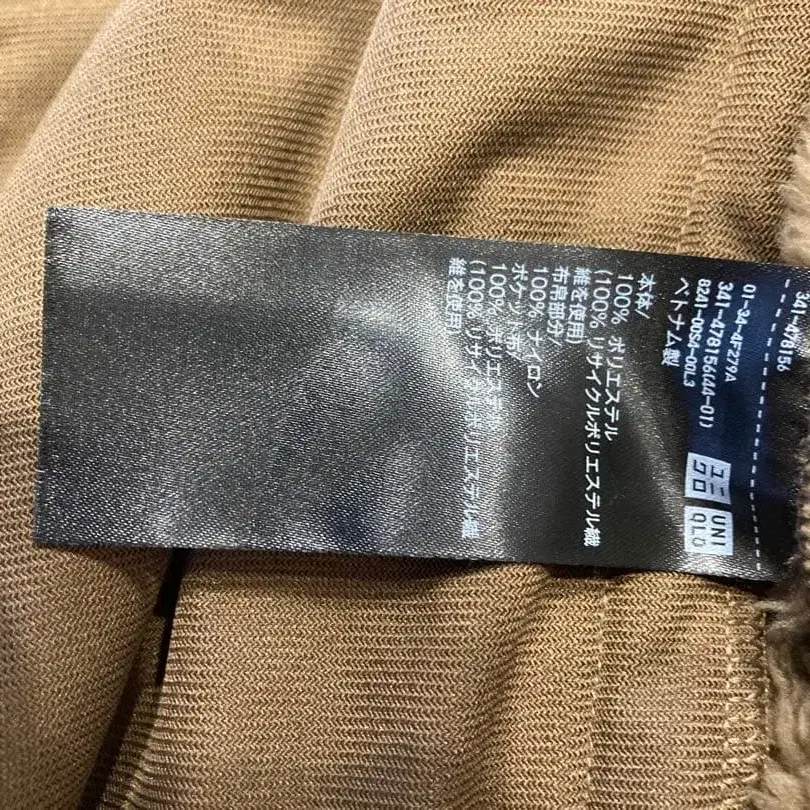 341-478156
01-34-4F279A
341-478156(44-01)
82A1-00S4-00L3
ベトナム製
ユニ
クロ
UNI
QLO
本体/
100% ポリエステル
(100% リサイクルポリエステル繊
維を使用)
布帛部分/
100% ナイロン
ポケット布/
100% ポリエステル
(100% リサイクルポリエステル繊
維を使用)